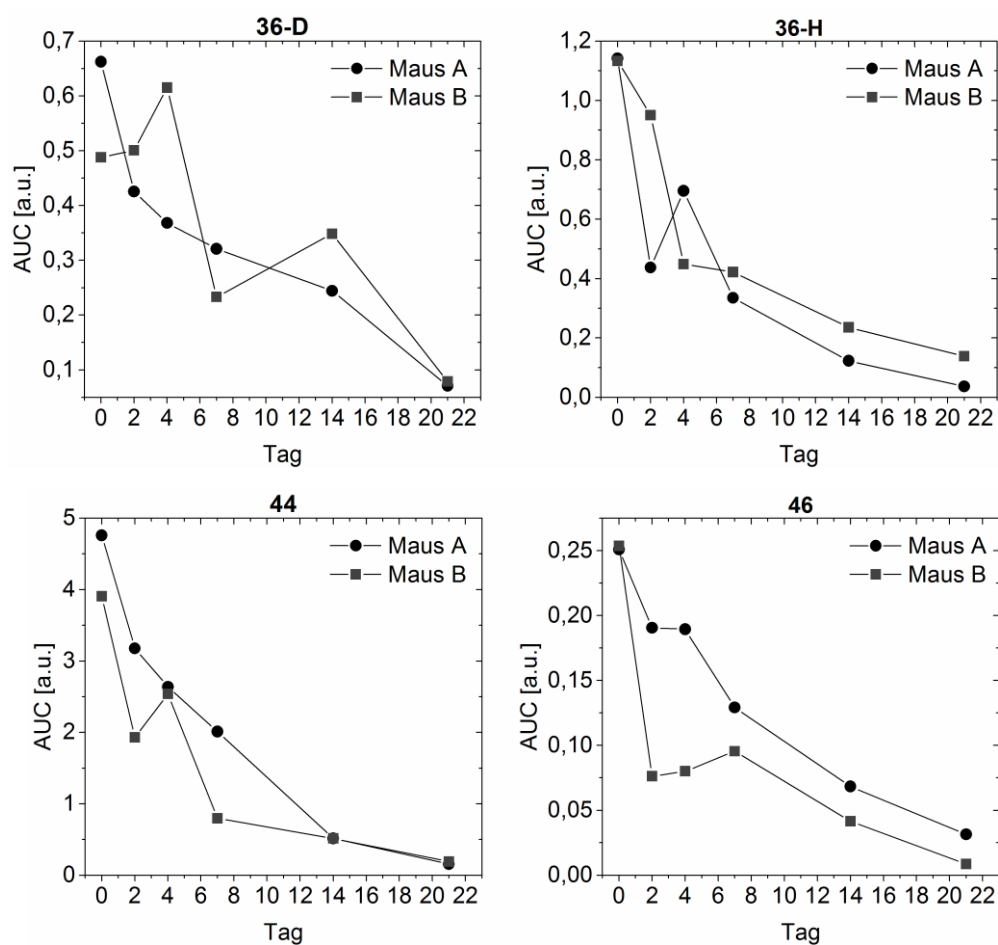 36-D
0,7
0,6
0,5
0,4
0,3
0,2
0,1
AUC [a.u.]
Maus A
Maus B
0 2 4 6 8 10 12 14 16 18 20 22
Tag
36-H
1,2
1,0
0,8
0,6
0,4
0,2
0,0
AUC [a.u.]
Maus A
Maus B
0 2 4 6 8 10 12 14 16 18 20 22
Tag
44
5
4
3
2
1
0
AUC [a.u.]
Maus A
Maus B
0 2 4 6 8 10 12 14 16 18 20 22
Tag
46
0,25
0,20
0,15
0,10
0,05
0,00
AUC [a.u.]
Maus A
Maus B
0 2 4 6 8 10 12 14 16 18 20 22
Tag